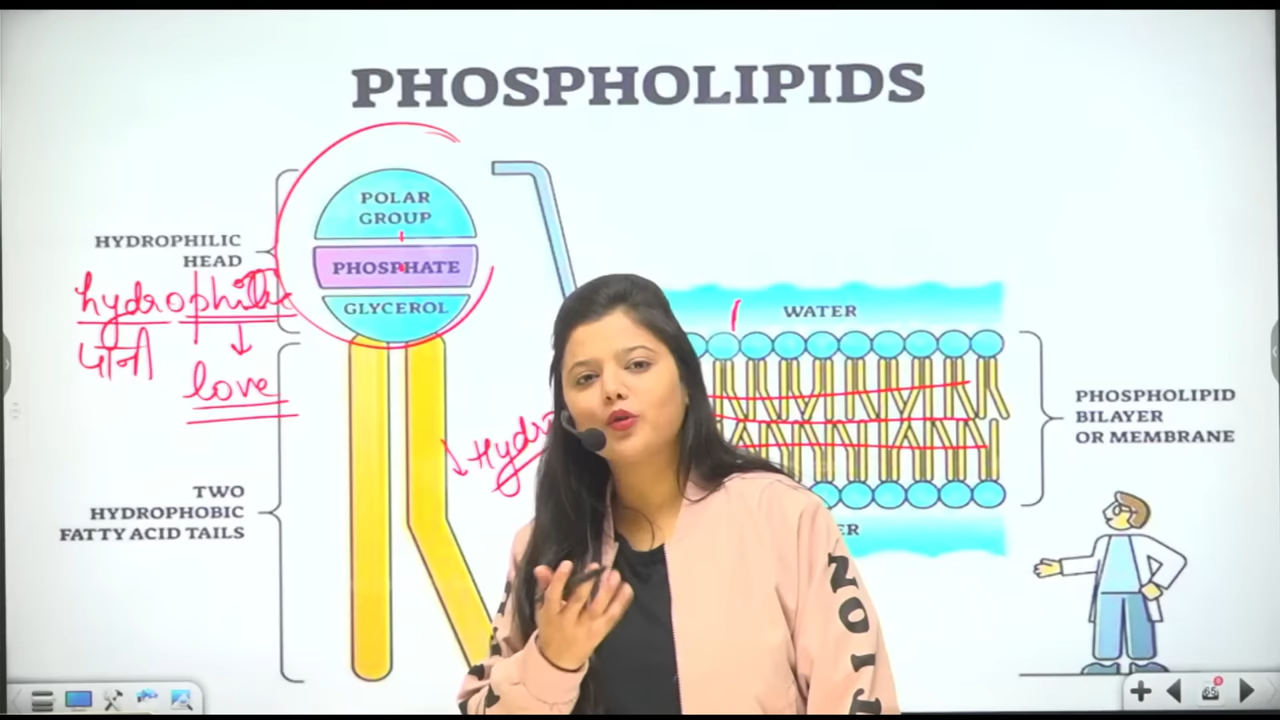 PHOSPHOLIPIDS
POLAR
GROUP
HYDROPHILIC
HEAD
PHOSPHATE
GLYCEROL
hydrophilic
पानी
love
WATER
PHOSPHOLIPID
BILAYER
OR MEMBRANE
TWO
HYDROPHOBIC
FATTY ACID TAILS
65